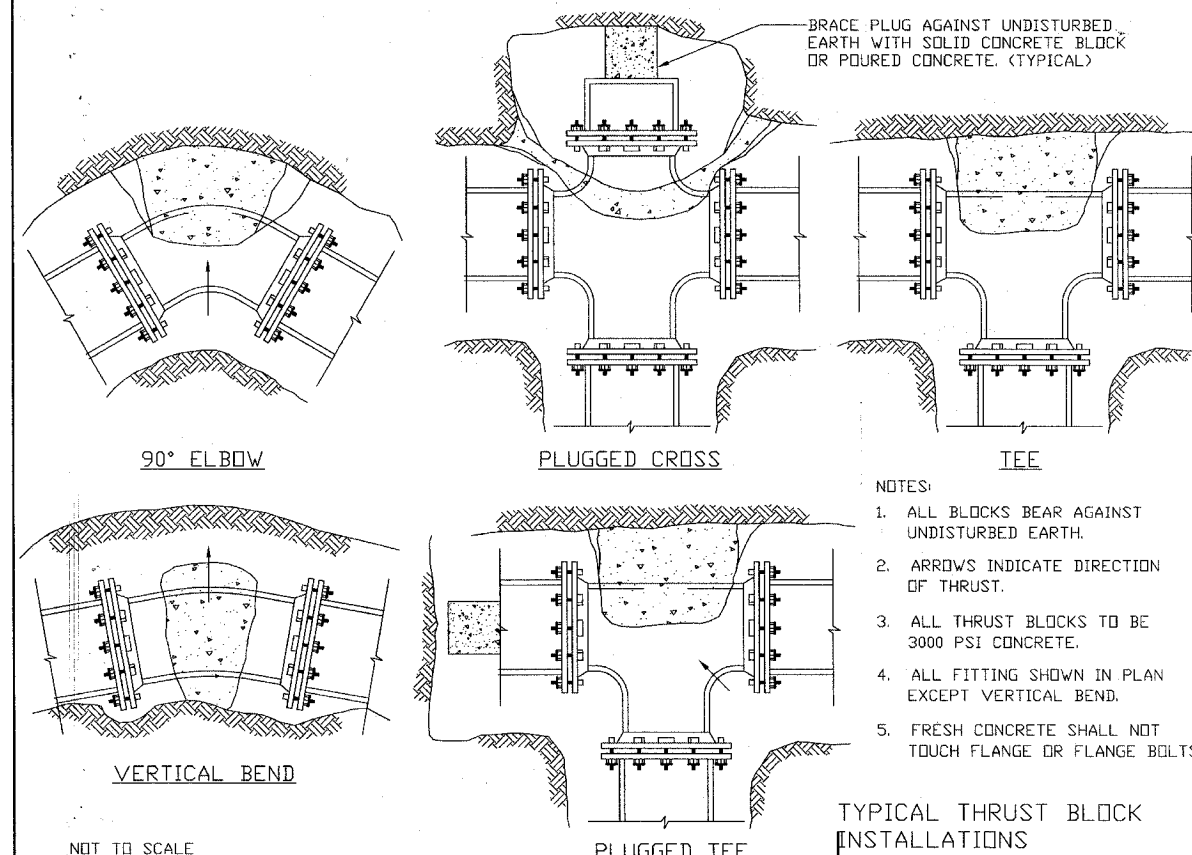 BRACE PLUG AGAINST UNDISTURBED
EARTH WITH SOLID CONCRETE BLOCK
OR POURED CONCRETE. (TYPICAL)
90° ELBOW
PLUGGED CROSS
TEE
NOTES:
1. ALL BLOCKS BEAR AGAINST
UNDISTURBED EARTH.
2. ARROWS INDICATE DIRECTION
OF THRUST.
3. ALL THRUST BLOCKS TO BE
3000 PSI CONCRETE.
4. ALL FITTING SHOWN IN PLAN
EXCEPT VERTICAL BEND.
5. FRESH CONCRETE SHALL NOT
TOUCH FLANGE OR FLANGE BOLTS
VERTICAL BEND
PLUGGED TEE
NOT TO SCALE
TYPICAL THRUST BLOCK
INSTALLATIONS